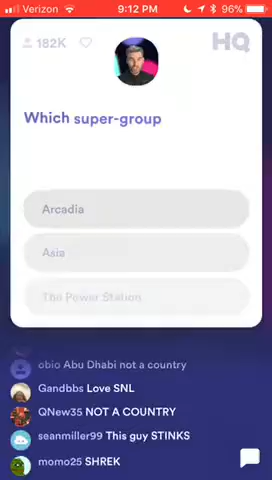 Verizon 9:12 PM 96%
182K HQ
Which super-group
Arcadia
Asia
The Power Station
obio Abu Dhabi not a country
Gandbbs Love SNL
QNew35 NOT A COUNTRY
seanmiller99 This guy STINKS
momo25 SHREK